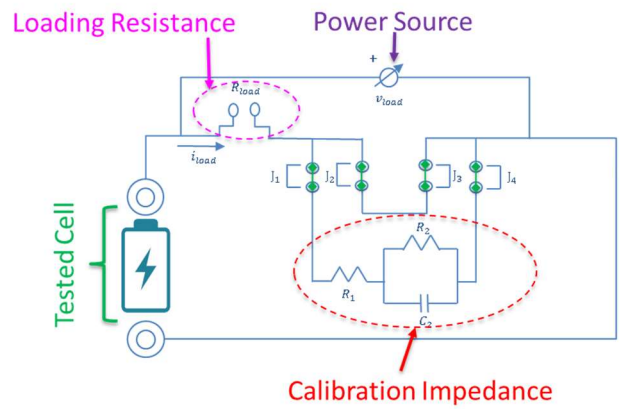 Loading Resistance
Power Source
+
R_load
v_load
i_load
J_1
J_2
J_3
J_4
Tested Cell
R_2
R_1
C_2
Calibration Impedance